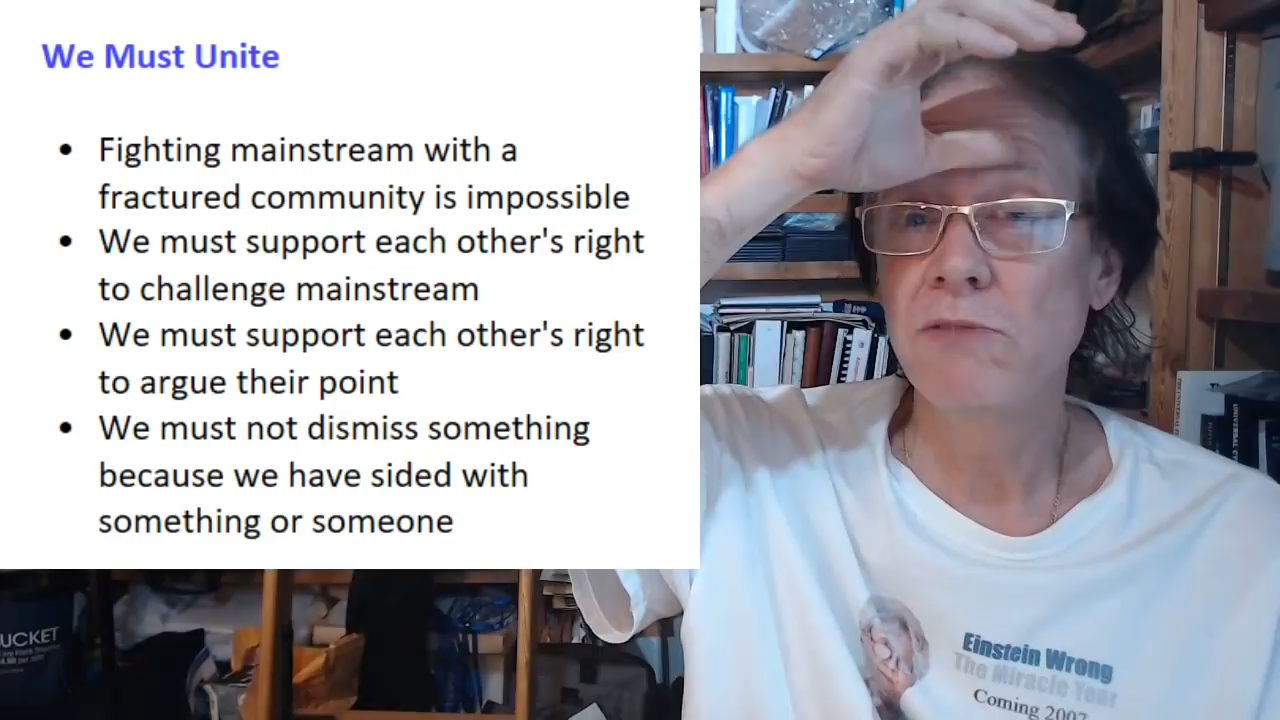 We Must Unite
• Fighting mainstream with a
fractured community is impossible
• We must support each other's right
to challenge mainstream
• We must support each other's right
to argue their point
• We must not dismiss something
because we have sided with
something or someone
Einstein Wrong
The Miracle Year
Coming 2007
UCKET
UNIVERSAL